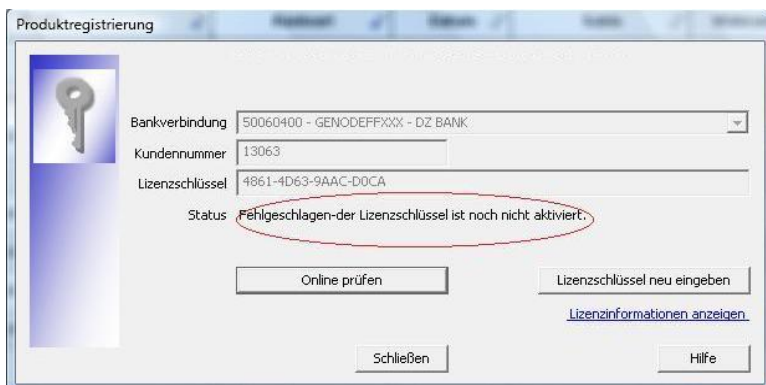 Produktregistrierung
Bankverbindung 50060400 - GENODEFFXXX - DZ BANK
Kundennummer 13063
Lizenzschlüssel 4861-4D63-9AAC-D0CA
Status Fehlgeschlagen-der Lizenzschlüssel ist noch nicht aktiviert.
Online prüfen Lizenzschlüssel neu eingeben
Lizenzinformationen anzeigen
Schließen Hilfe